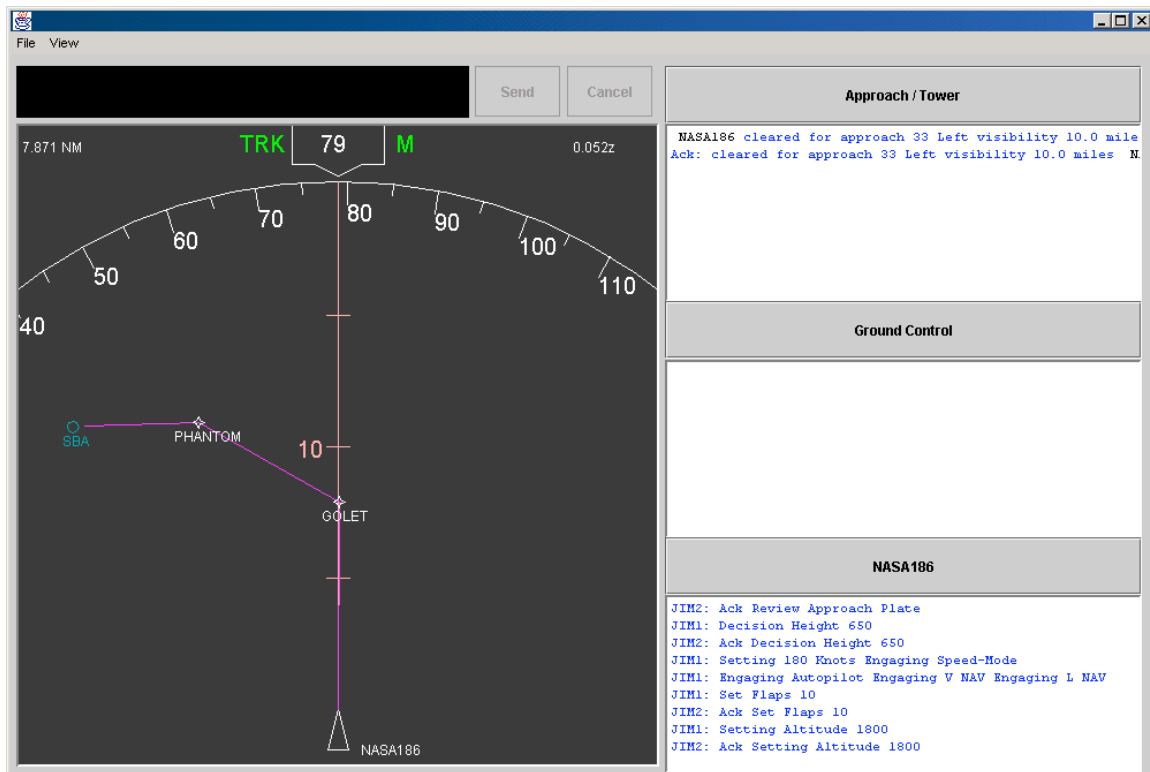 File View
Send Cancel
7.871 NM TRK 79 M 0.052z
40 50 60 70 80 90 100 110
10
SBA
PHANTOM
GOLET
NASA186
Approach / Tower
NASA186 cleared for approach 33 Left visibility 10.0 mile
Ack: cleared for approach 33 Left visibility 10.0 miles N
Ground Control
NASA186
JIM2: Ack Review Approach Plate
JIM1: Decision Height 650
JIM2: Ack Decision Height 650
JIM1: Setting 180 Knots Engaging Speed-Mode
JIM1: Engaging Autopilot Engaging V NAV Engaging L NAV
JIM1: Set Flaps 10
JIM2: Ack Set Flaps 10
JIM1: Setting Altitude 1800
JIM2: Ack Setting Altitude 1800